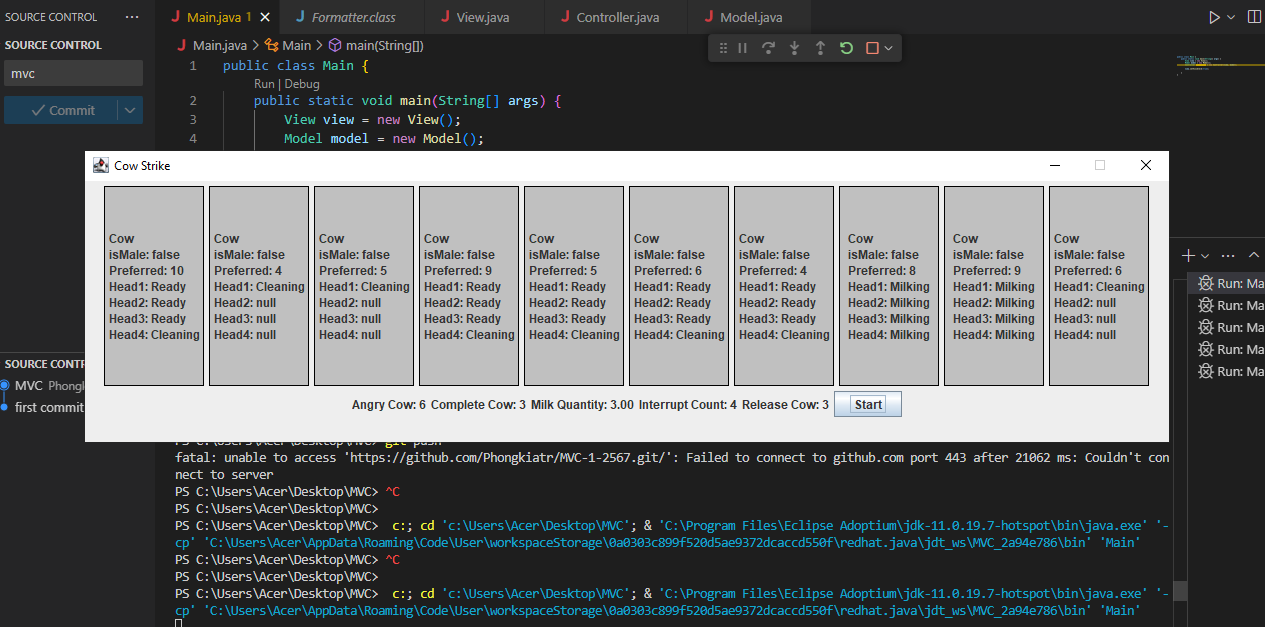 SOURCE CONTROL ...
Main.java 1
Formatter.class
View.java
Controller.java
Model.java
SOURCE CONTROL
Main.java > Main > main(String[])
mvc
Commit
1 public class Main {
Run | Debug
2 public static void main(String[] args) {
3 View view = new View();
4 Model model = new Model();
Cow Strike
Cow
isMale: false
Preferred: 10
Head1: Ready
Head2: Ready
Head3: Ready
Head4: Cleaning
Cow
isMale: false
Preferred: 4
Head1: Cleaning
Head2: null
Head3: null
Head4: null
Cow
isMale: false
Preferred: 5
Head1: Cleaning
Head2: null
Head3: null
Head4: null
Cow
isMale: false
Preferred: 9
Head1: Ready
Head2: Ready
Head3: Ready
Head4: Cleaning
Cow
isMale: false
Preferred: 5
Head1: Ready
Head2: Ready
Head3: Ready
Head4: Cleaning
Cow
isMale: false
Preferred: 6
Head1: Ready
Head2: Ready
Head3: Ready
Head4: Cleaning
Cow
isMale: false
Preferred: 4
Head1: Ready
Head2: Ready
Head3: Ready
Head4: Cleaning
Cow
isMale: false
Preferred: 8
Head1: Milking
Head2: Milking
Head3: Milking
Head4: Milking
Cow
isMale: false
Preferred: 9
Head1: Milking
Head2: Milking
Head3: Milking
Head4: Milking
Cow
isMale: false
Preferred: 6
Head1: Cleaning
Head2: null
Head3: null
Head4: null
Angry Cow: 6 Complete Cow: 3 Milk Quantity: 3.00 Interrupt Count: 4 Release Cow: 3 Start
Run: Ma
Run: Ma
Run: Ma
Run: Ma
Run: Ma
SOURCE CONTR
MVC Phongk
first commit
PS C:\Users\Acer\Desktop\MVC> git push
fatal: unable to access 'https://github.com/Phongkiatr/MVC-1-2567.git/': Failed to connect to github.com port 443 after 21062 ms: Couldn't con
nect to server
PS C:\Users\Acer\Desktop\MVC> ^C
PS C:\Users\Acer\Desktop\MVC>
PS C:\Users\Acer\Desktop\MVC>  c:; cd 'c:\Users\Acer\Desktop\MVC'; & 'C:\Program Files\Eclipse Adoptium\jdk-11.0.19.7-hotspot\bin\java.exe' '-
cp' 'C:\Users\Acer\AppData\Roaming\Code\User\workspaceStorage\0a0303c899f520d5ae9372dcaccd550f\redhat.java\jdt_ws\MVC_2a94e786\bin' 'Main'
PS C:\Users\Acer\Desktop\MVC> ^C
PS C:\Users\Acer\Desktop\MVC>
PS C:\Users\Acer\Desktop\MVC>  c:; cd 'c:\Users\Acer\Desktop\MVC'; & 'C:\Program Files\Eclipse Adoptium\jdk-11.0.19.7-hotspot\bin\java.exe' '-
cp' 'C:\Users\Acer\AppData\Roaming\Code\User\workspaceStorage\0a0303c899f520d5ae9372dcaccd550f\redhat.java\jdt_ws\MVC_2a94e786\bin' 'Main'